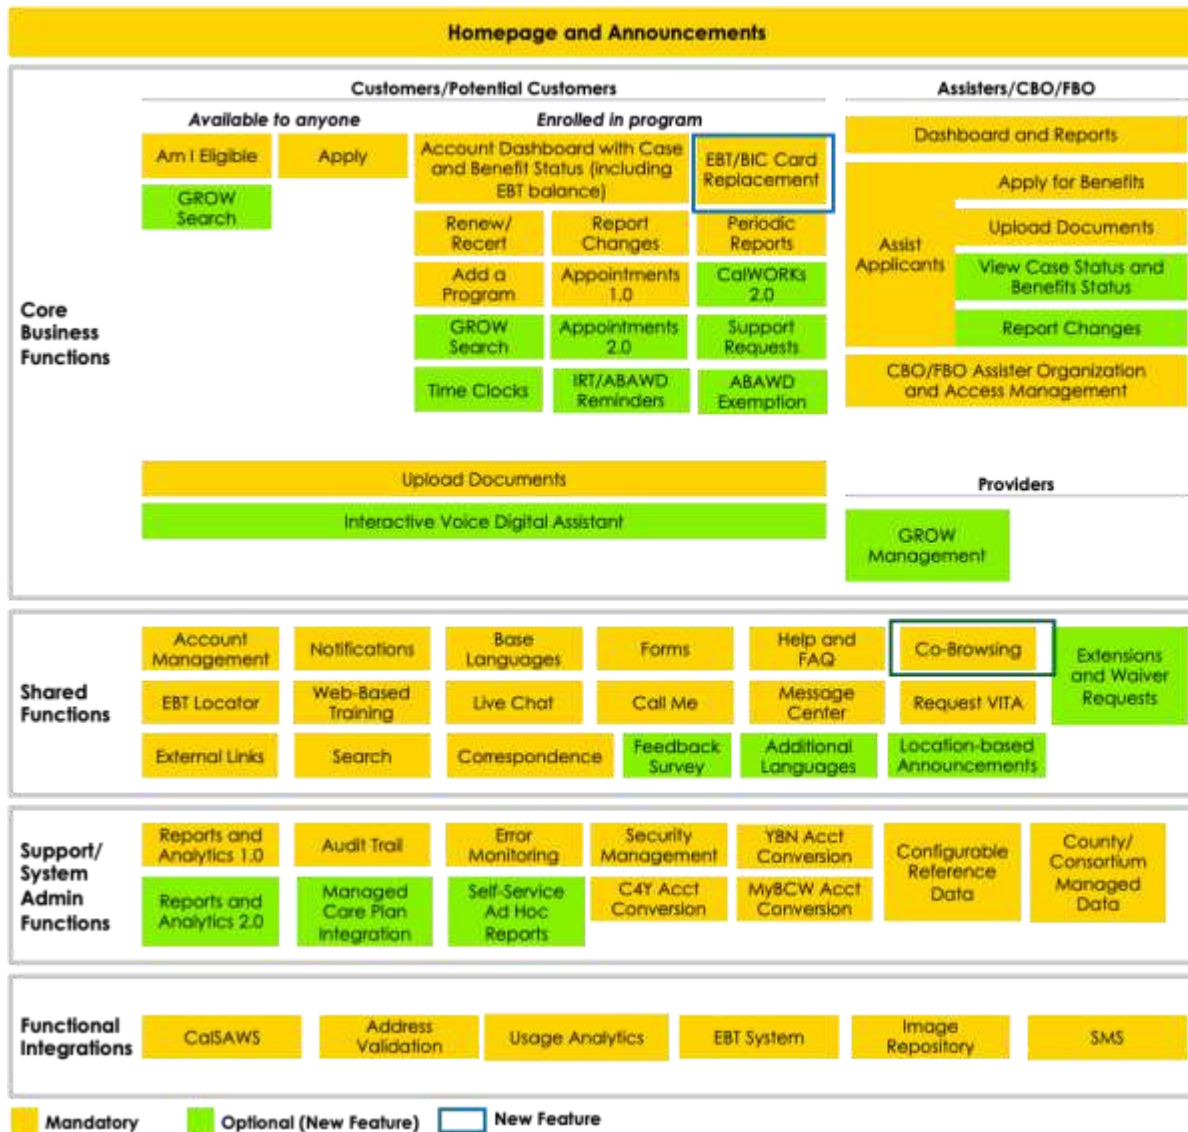 Homepage and Announcements
Customers/Potential Customers
Assisters/CBO/FBO
Available to anyone
Enrolled in program
Am I Eligible
Apply
Account Dashboard with Case
and Benefit Status (including
EBT balance)
EBT/BIC Card
Replacement
Dashboard and Reports
GROW
Search
Renew/
Recert
Report
Changes
Periodic
Reports
Assist
Applicants
Apply for Benefits
Upload Documents
View Case Status and
Benefits Status
Report Changes
Add a
Program
Appointments
1.0
CalWORKs
2.0
Core
Business
Functions
GROW
Search
Appointments
2.0
Support
Requests
Time Clocks
IRT/ABAWD
Reminders
ABAWD
Exemption
CBO/FBO Assister Organization
and Access Management
Upload Documents
Interactive Voice Digital Assistant
Providers
GROW
Management
Shared
Functions
Account
Management
Notifications
Base
Languages
Forms
Help and
FAQ
Co-Browsing
Extensions
and Waiver
Requests
EBT Locator
Web-Based
Training
Live Chat
Call Me
Message
Center
Request VITA
External Links
Search
Correspondence
Feedback
Survey
Additional
Languages
Location-based
Announcements
Support/
System
Admin
Functions
Reports and
Analytics 1.0
Audit Trail
Error
Monitoring
Security
Management
YBN Acct
Conversion
Configurable
Reference
Data
County/
Consortium
Managed
Data
Reports and
Analytics 2.0
Managed
Care Plan
Integration
Self-Service
Ad Hoc
Reports
C4Y Acct
Conversion
MyBCW Acct
Conversion
Functional
Integrations
CalSAWS
Address
Validation
Usage Analytics
EBT System
Image
Repository
SMS
Mandatory
Optional (New Feature)
New Feature